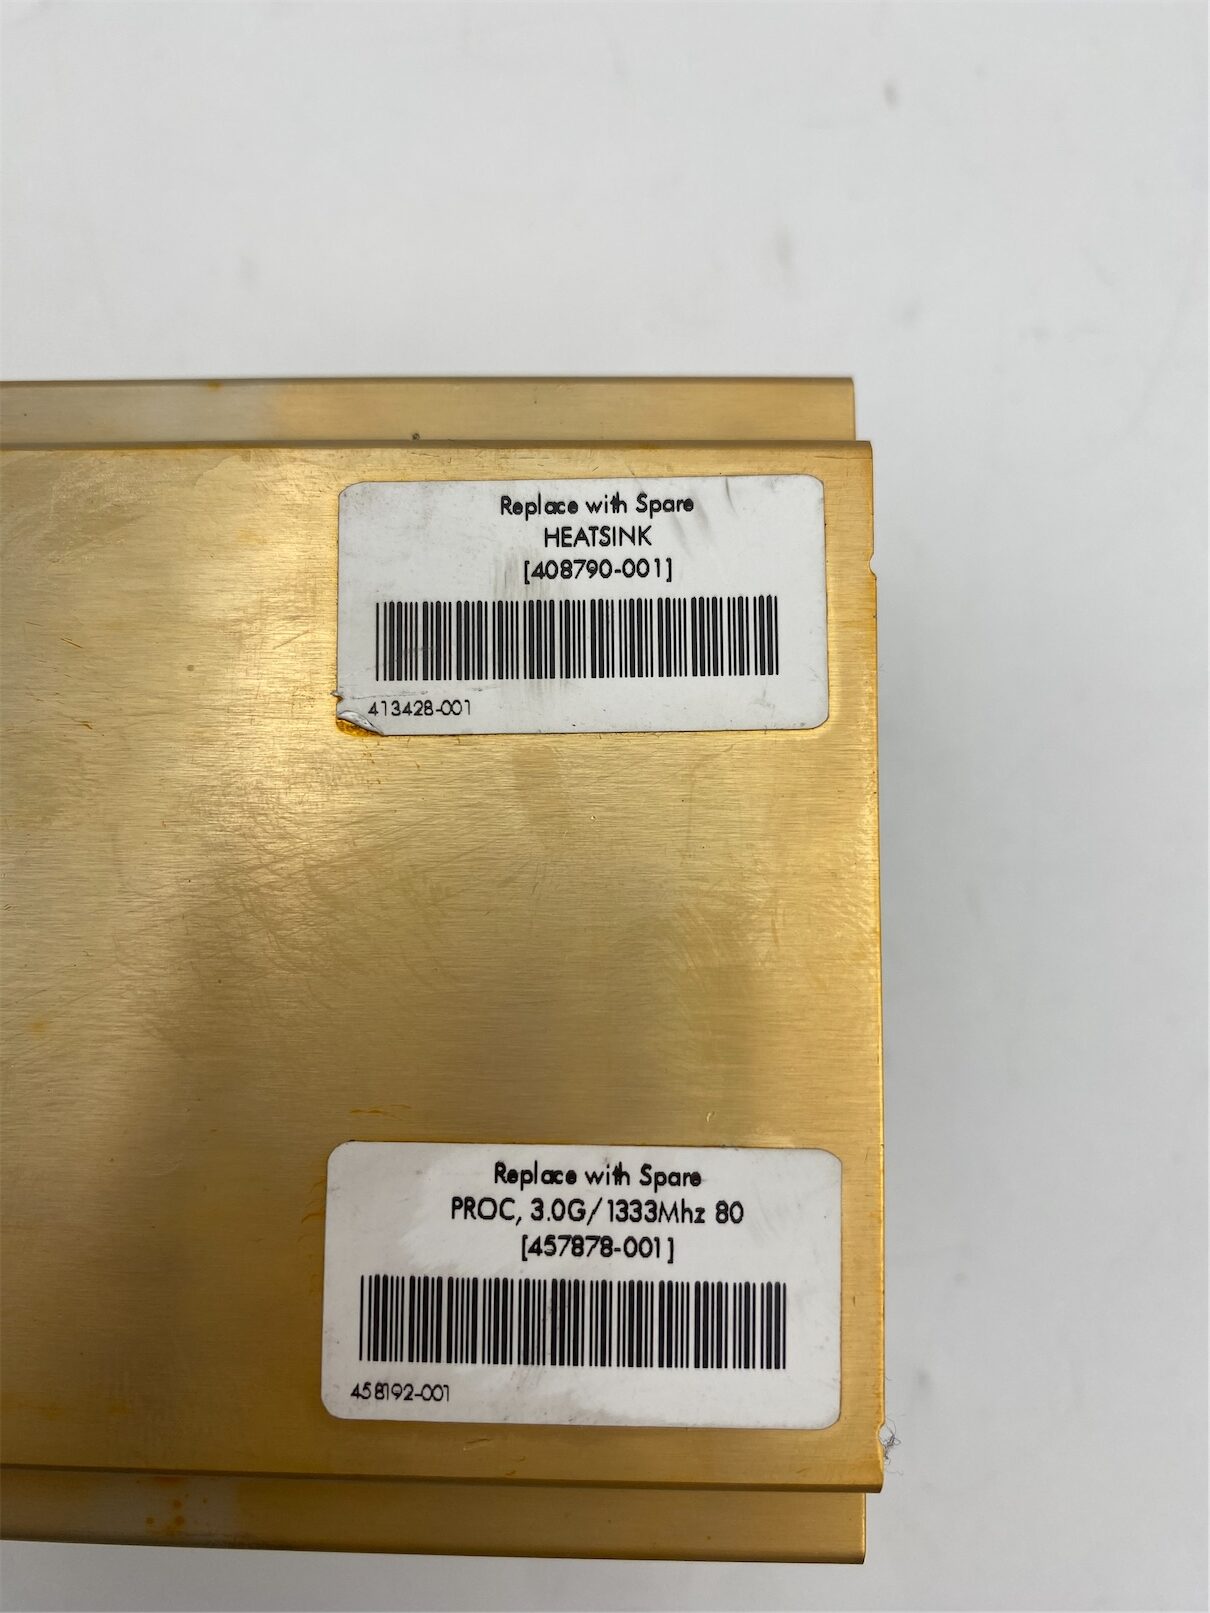 Replace with Spare
HEATSINK
[408790-001]
413428-001
Replace with Spare
PROC, 3.0G/1333Mhz 80
[457878-001]
458192-001